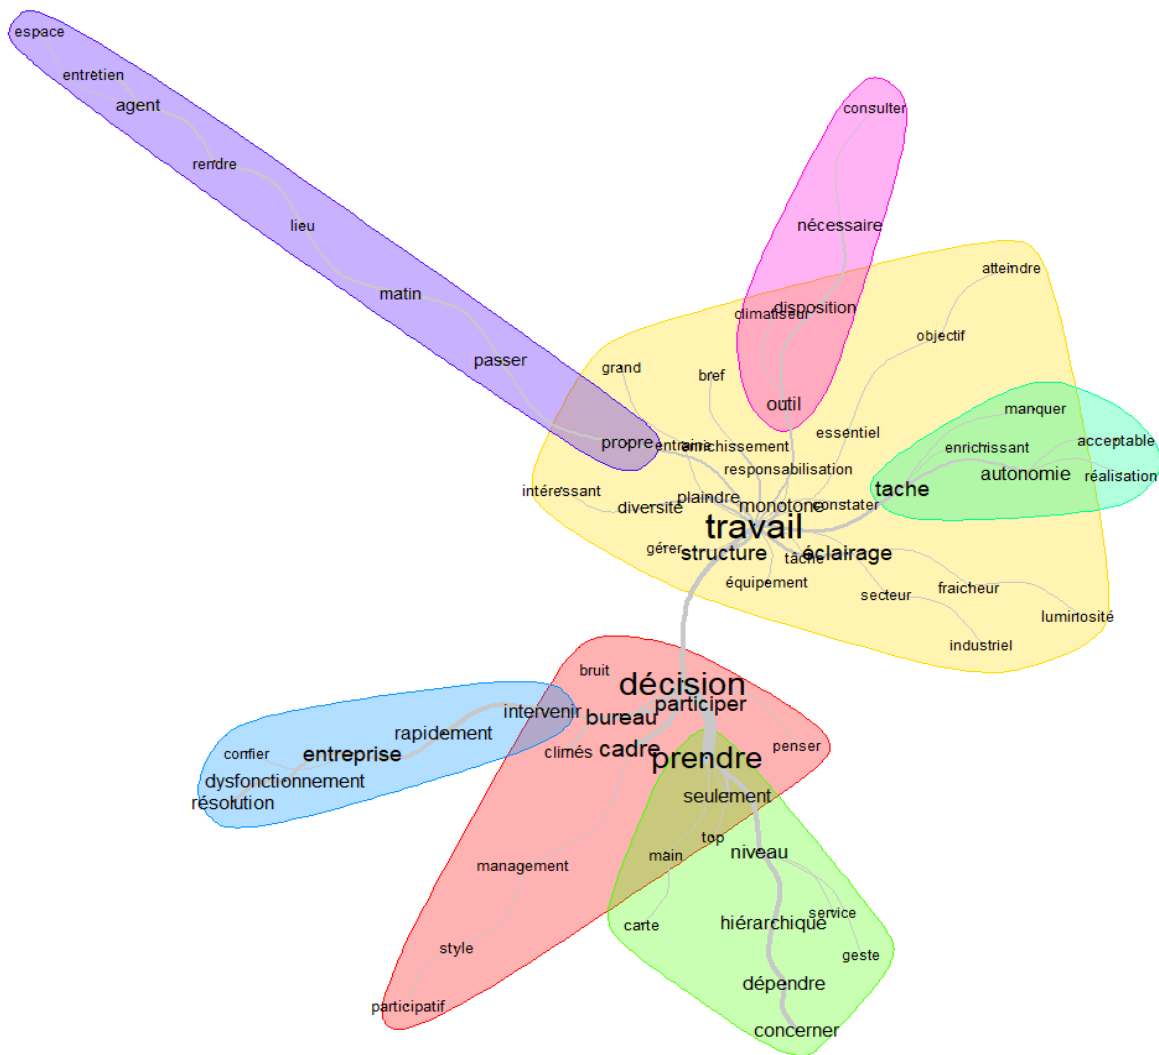 espace
entretien
agent
consulter
rendre
lieu
nécessaire
atteindre
matin
climatiseur
disposition
objectif
passer
grand
bref
outil
manquer
essentiel
acceptable
propre
entraine
enrichissement
enrichissant
responsabilisation
autonomie
réalisation
intéressant
plaindre
tache
diversité
monotone
constater
travail
gérer
structure
tâche
éclairage
équipement
secteur
fraicheur
luminosité
industriel
bruit
décision
participer
intervenir
bureau
rapidement
cadre
climés
penser
confier
entreprise
prendre
dysfonctionnement
résolution
seulement
top
main
niveau
management
carte
hiérarchique
service
style
geste
dépendre
participatif
concerner